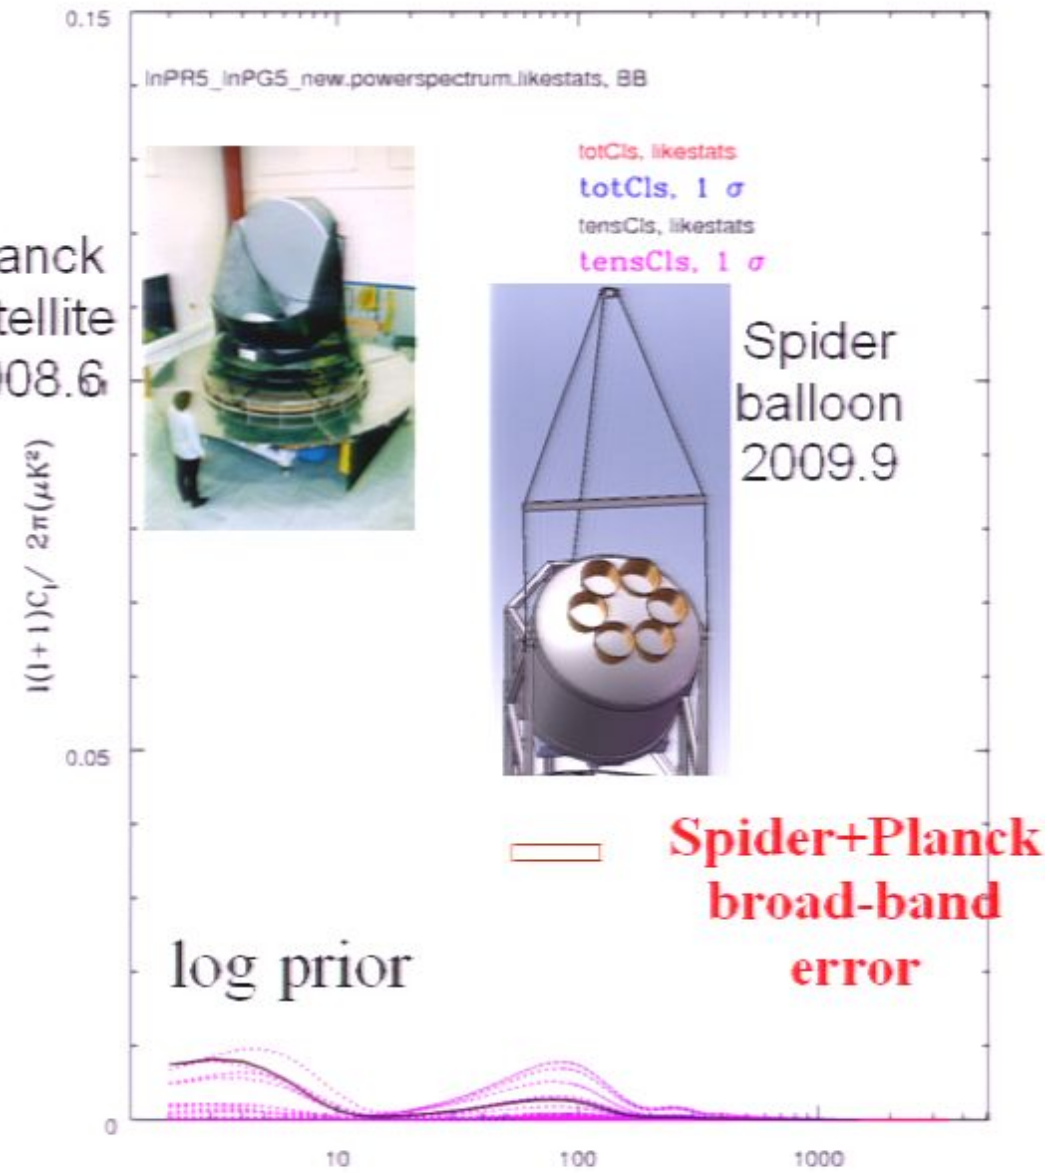 0.15
lnPR5_lnPG5_new.powerspectrum.likestats, BB
totCls, likestats
totCls, 1 σ
tensCls, likestats
tensCls, 1 σ
anck
tellite
008.6
Spider
balloon
2009.9
l(l+1)C_l/ 2π(μK²)
0.05
Spider+Planck
broad-band
error
log prior
0
10
100
1000